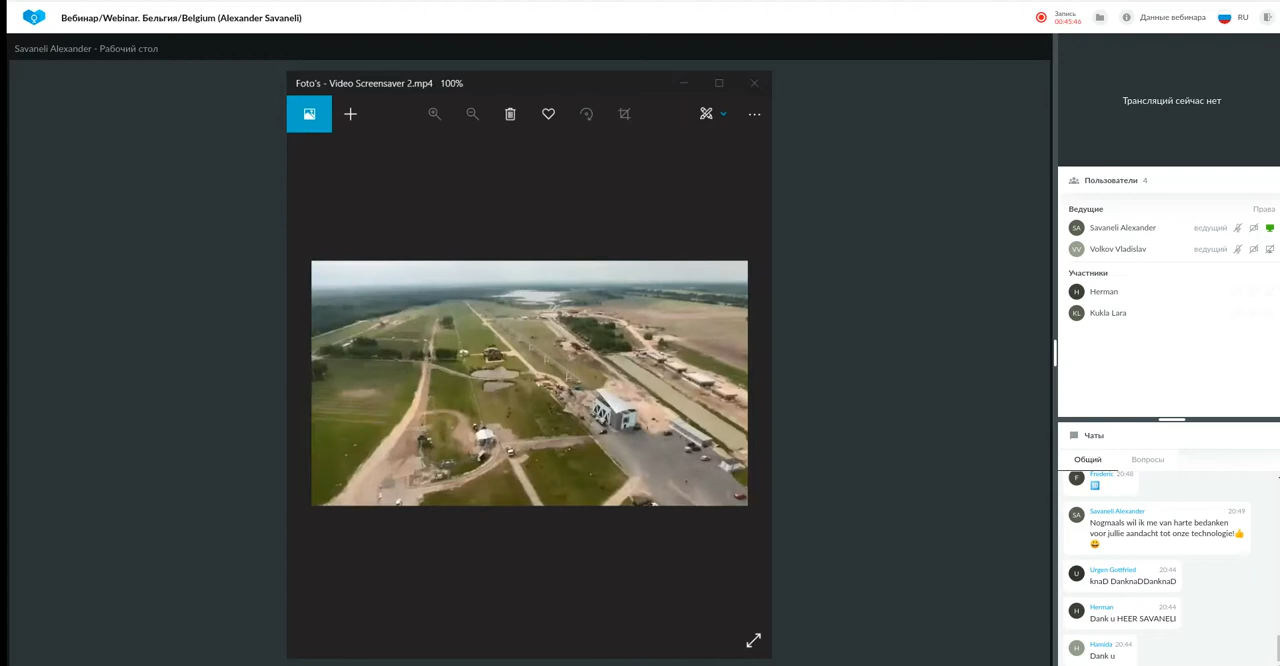 Вебинар/Webinar. Бельгия/Belgium (Alexander Savaneli)
Запись
00:45:46
Данные вебинара
RU
Savaneli Alexander - Рабочий стол
Foto's - Video Screensaver 2.mp4 100%
Трансляций сейчас нет
Пользователи 4
Ведущие Права
SA Savaneli Alexander ведущий
VV Volkov Vladislav ведущий
Участники
H Herman
KL Kukla Lara
Чаты
Общий Вопросы
F Frederic 20:48
SA Savaneli Alexander 20:49
Nogmaals wil ik me van harte bedanken
voor jullie aandacht tot onze technologie!👍
😃
U Urgen Gottfried 20:44
knaD DanknaDDanknaD
H Herman 20:44
Dank u HEER SAVANELI
H Hamida 20:44
Dank u